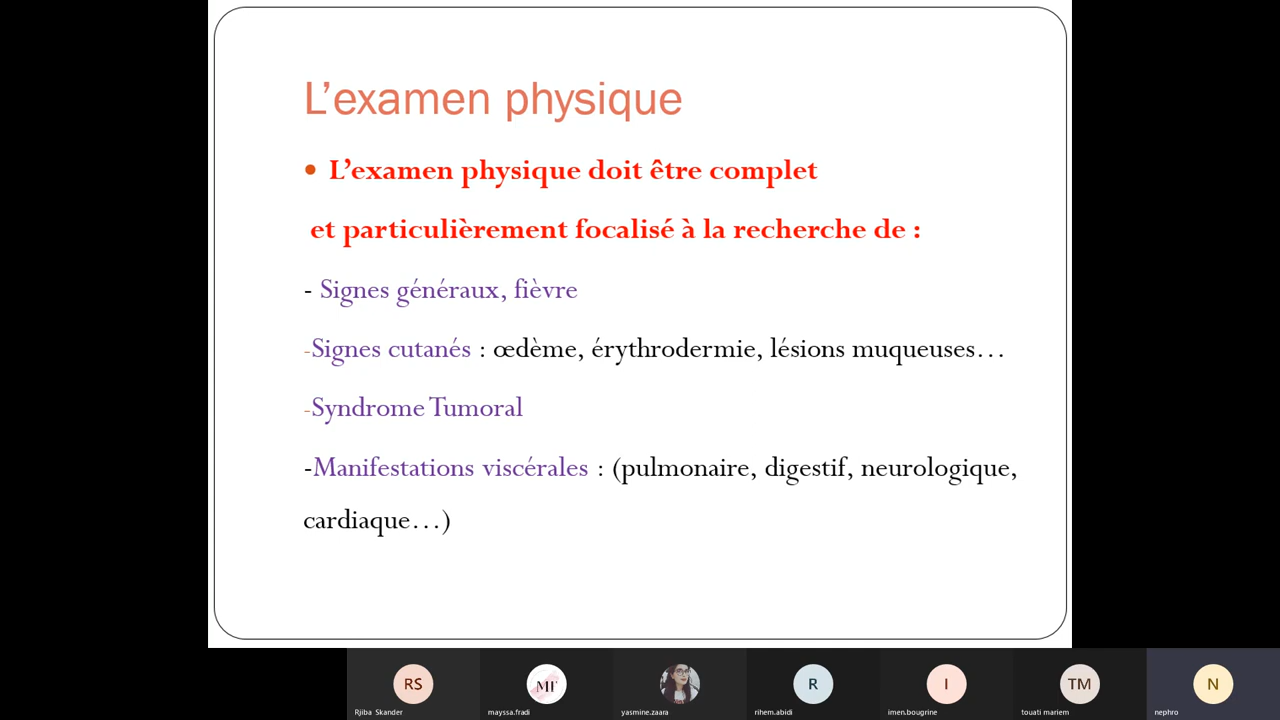 L’examen physique
• L’examen physique doit être complet
et particulièrement focalisé à la recherche de :
- Signes généraux, fièvre
-Signes cutanés : œdème, érythrodermie, lésions muqueuses…
-Syndrome Tumoral
-Manifestations viscérales : (pulmonaire, digestif, neurologique,
cardiaque…)
RS MF R I TM N
Rjiba Skander mayssa.fradi yasmine.zaara rihem.abidi imen.bougrine touati mariem nephro